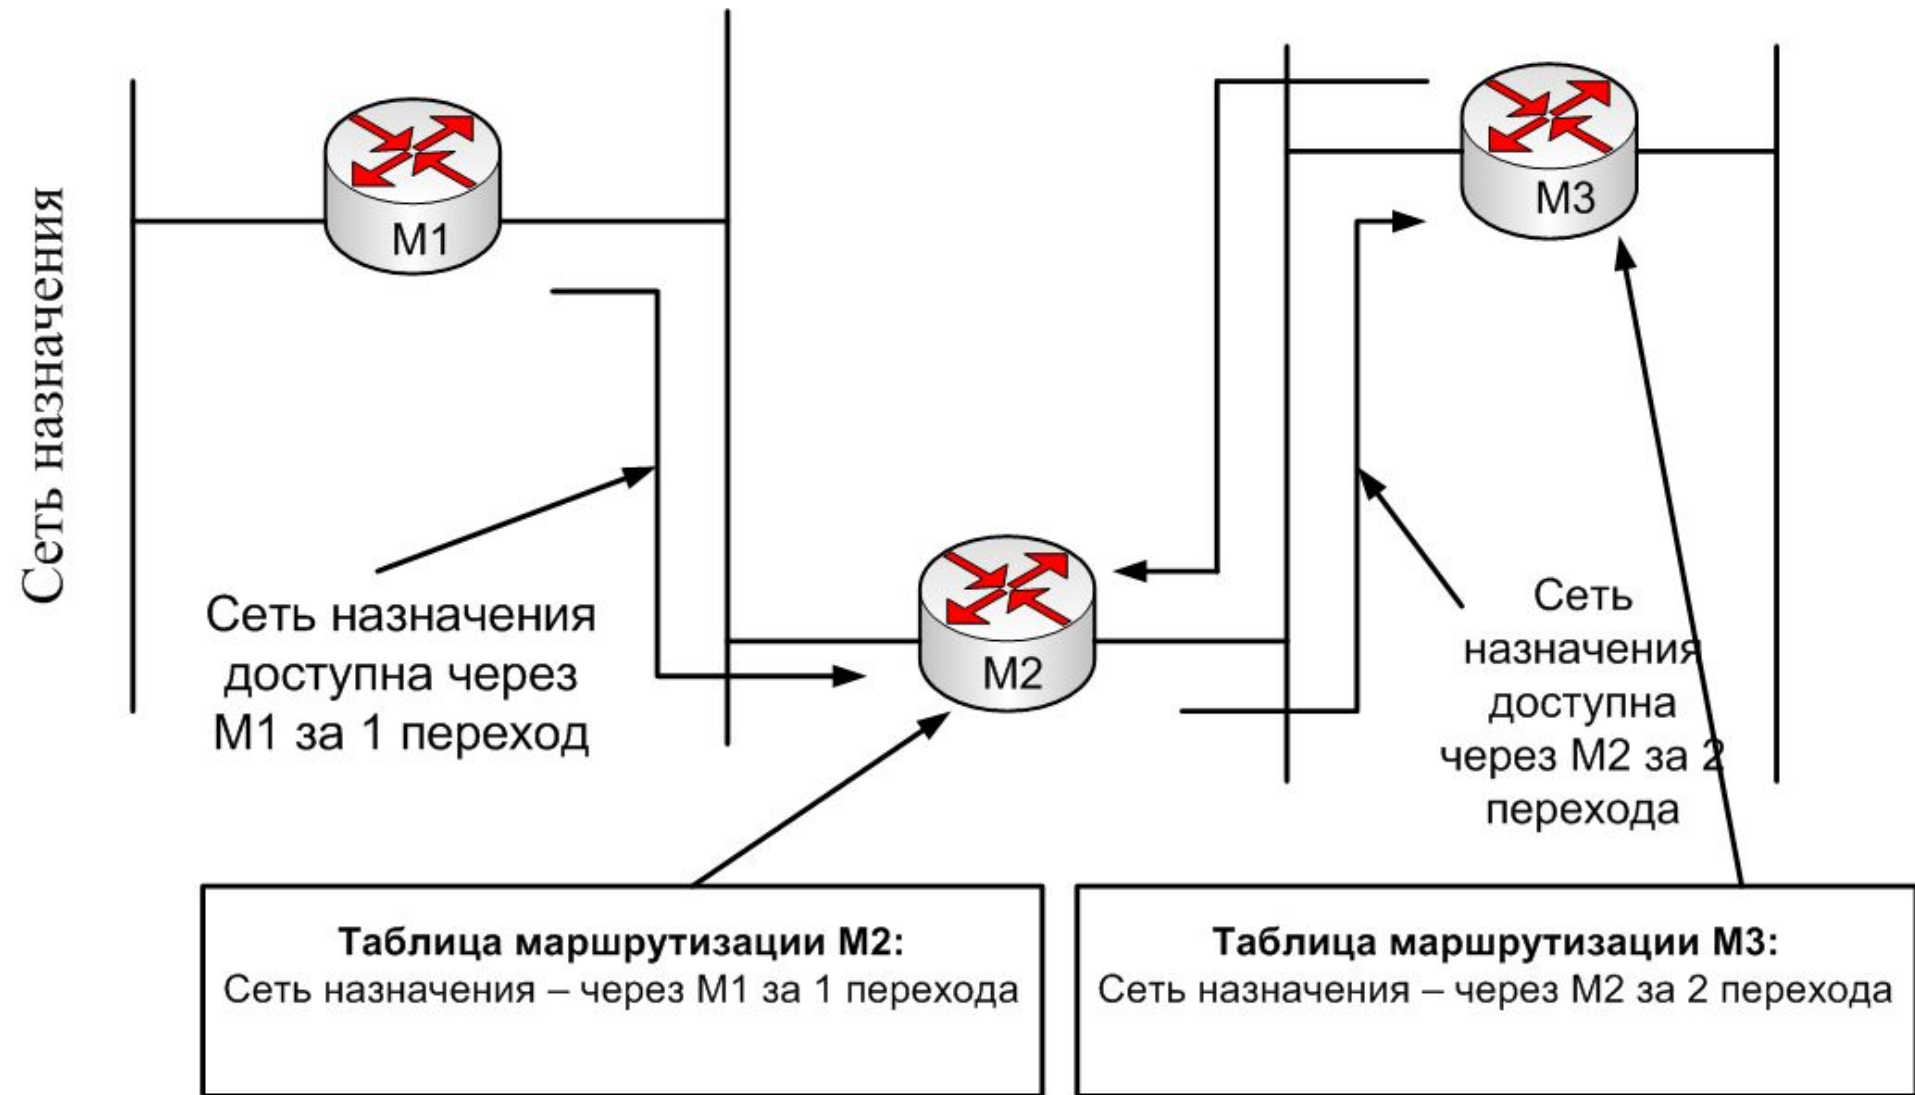 Сеть назначения
M1
M3
Сеть назначения
доступна через
M1 за 1 переход
M2
Сеть
назначения
доступна
через M2 за 2
перехода
Таблица маршрутизации M2:
Сеть назначения – через M1 за 1 перехода
Таблица маршрутизации M3:
Сеть назначения – через M2 за 2 перехода